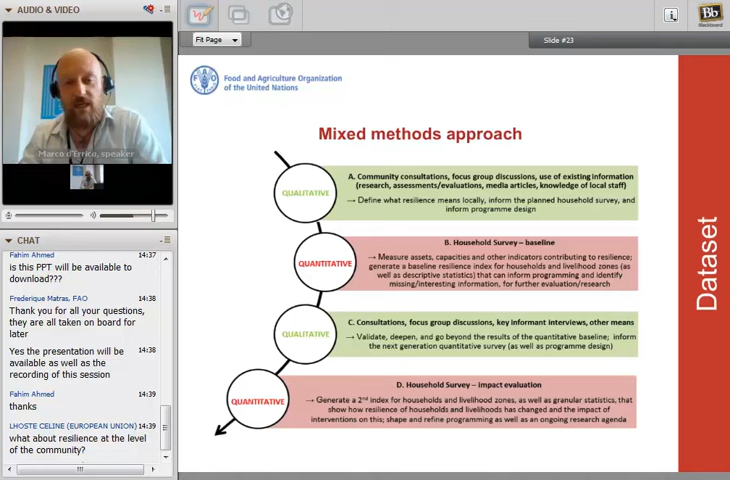 AUDIO & VIDEO
Marco d'Errico, speaker
CHAT
Fahim Ahmed 14:37
is this PPT will be available to
download???
Frederique Matras, FAO 14:38
Thank you for all your questions,
they are all taken on board for
later
Yes the presentation will be 14:38
available as well as the
recording of this session
Fahim Ahmed 14:39
thanks
LHOSTE CELINE (EUROPEAN UNION) 14:39
what about resilience at the level
of the community?
Fit Page
Slide #23
Bb
Blackboard
FAO
Food and Agriculture Organization
of the United Nations
Mixed methods approach
QUALITATIVE
A. Community consultations, focus group discussions, use of existing information
(research, assessments/evaluations, media articles, knowledge of local staff)
→ Define what resilience means locally, inform the planned household survey, and
inform programme design
QUANTITATIVE
B. Household Survey – baseline
→ Measure assets, capacities and other indicators contributing to resilience;
generate a baseline resilience index for households and livelihood zones (as
well as descriptive statistics) that can inform programming and identify
missing/interesting information, for further evaluation/research
QUALITATIVE
C. Consultations, focus group discussions, key informant interviews, other means
→ Validate, deepen, and go beyond the results of the quantitative baseline; inform
the next generation quantitative survey (as well as programme design)
QUANTITATIVE
D. Household Survey - impact evaluation
→ Generate a 2nd index for households and livelihood zones, as well as granular statistics, that
show how resilience of households and livelihoods has changed and the impact of
interventions on this; shape and refine programming as well as an ongoing research agenda
Dataset